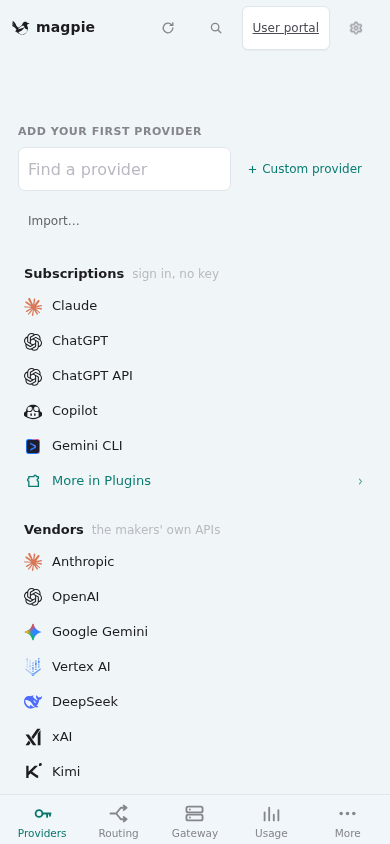 magpie
User portal
ADD YOUR FIRST PROVIDER
Find a provider
+ Custom provider
Import...
Subscriptions sign in, no key
Claude
ChatGPT
ChatGPT API
Copilot
Gemini CLI
More in Plugins ›
Vendors the makers' own APIs
Anthropic
OpenAI
Google Gemini
Vertex AI
DeepSeek
xAI
Kimi
Providers Routing Gateway Usage More